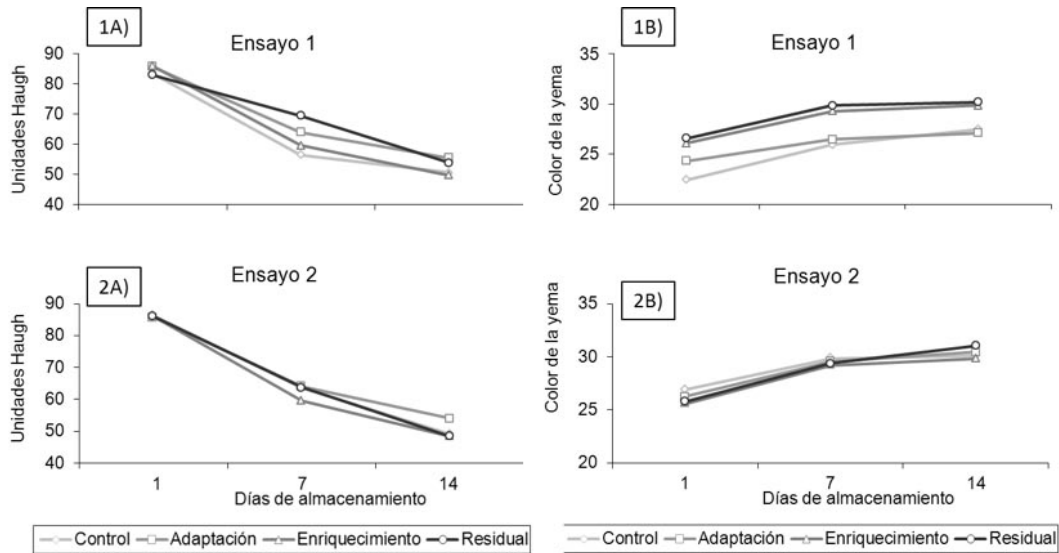 1A)
Ensayo 1
Unidades Haugh
90
80
70
60
50
40
1B)
Ensayo 1
Color de la yema
35
30
25
20
2A)
Ensayo 2
Unidades Haugh
90
80
70
60
50
40
1 7 14
Días de almacenamiento
2B)
Ensayo 2
Color de la yema
35
30
25
20
1 7 14
Días de almacenamiento
Control Adaptación Enriquecimiento Residual
Control Adaptación Enriquecimiento Residual